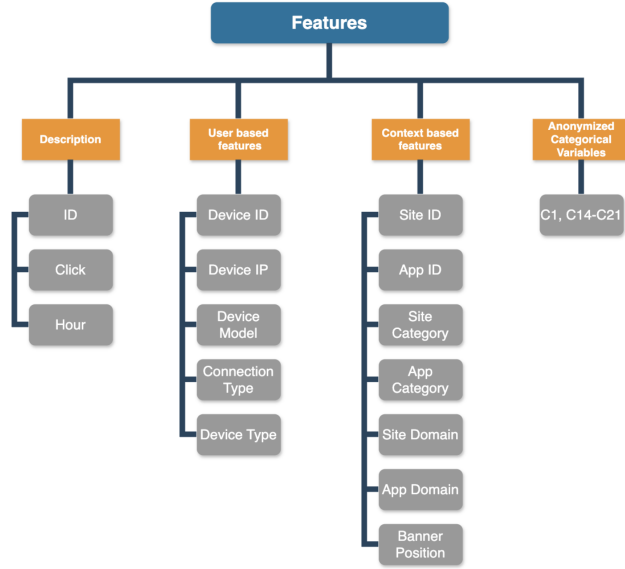 Features
Description
User based
features
Context based
features
Anonymized
Categorical
Variables
ID
Click
Hour
Device ID
Device IP
Device
Model
Connection
Type
Device Type
Site ID
App ID
Site
Category
App
Category
Site Domain
App Domain
Banner
Position
C1, C14-C21